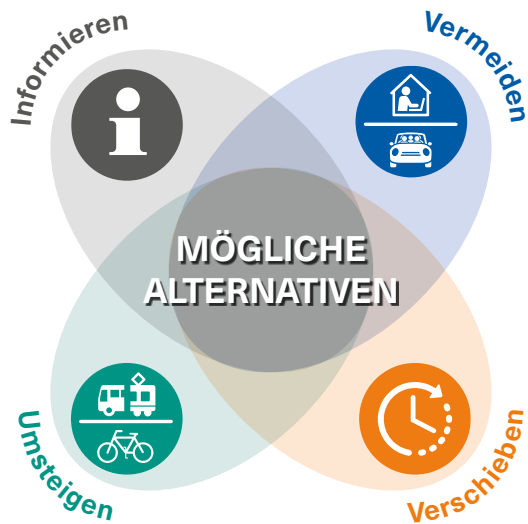 Informieren
Vermeiden
MÖGLICHE
ALTERNATIVEN
Umsteigen
Verschieben